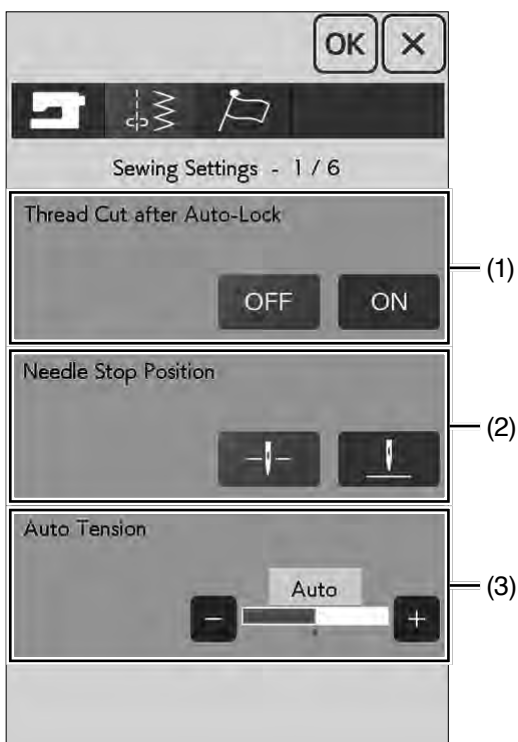 OK ×
Sewing Settings - 1 / 6
Thread Cut after Auto-Lock
(1)
OFF ON
Needle Stop Position
(2)
Auto Tension
Auto
(3)
− +